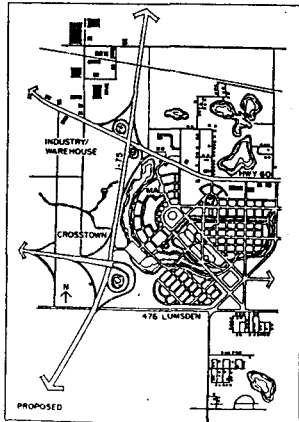 INDUSTRY/
WAREHOUSE
I-75
HWY 60
MALL
CROSSTOWN
N
476 LUMSDEN
PROPOSED